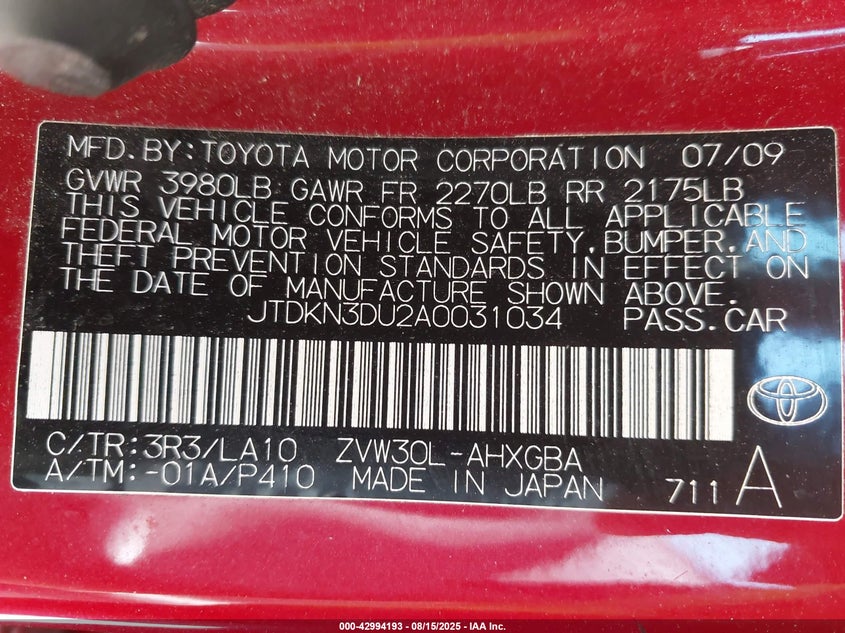 MFD.BY:TOYOTA MOTOR CORPORATION 07/09
GVWR 3980LB GAWR FR 2270LB RR 2175LB
THIS VEHICLE CONFORMS TO ALL APPLICABLE
FEDERAL MOTOR VEHICLE SAFETY,BUMPER,AND
THEFT PREVENTION STANDARDS IN EFFECT ON
THE DATE OF MANUFACTURE SHOWN ABOVE.
JTDKN3DU2A0031034 PASS.CAR
C/TR:3R3/LA10 ZVW30L-AHXGBA
A/TM:-01A/P410 MADE IN JAPAN 711 A
000-42994193 - 08/15/2025 - IAA Inc.